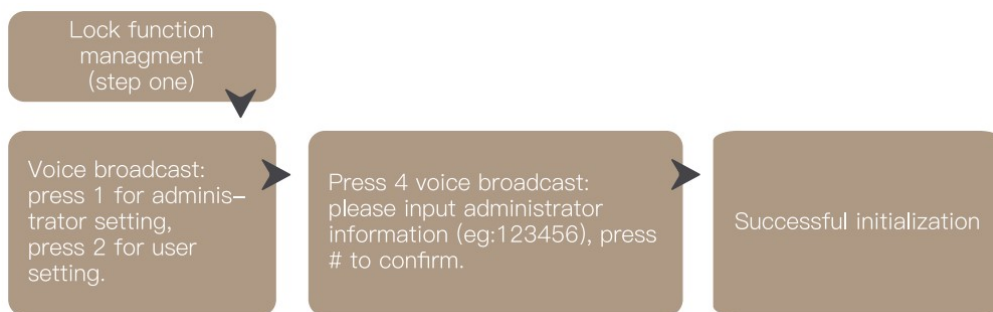 Lock function
managment
(step one)
Voice broadcast:
press 1 for adminis-
trator setting,
press 2 for user
setting.
Press 4 voice broadcast:
please input administrator
information (eg:123456), press
# to confirm.
Successful initialization